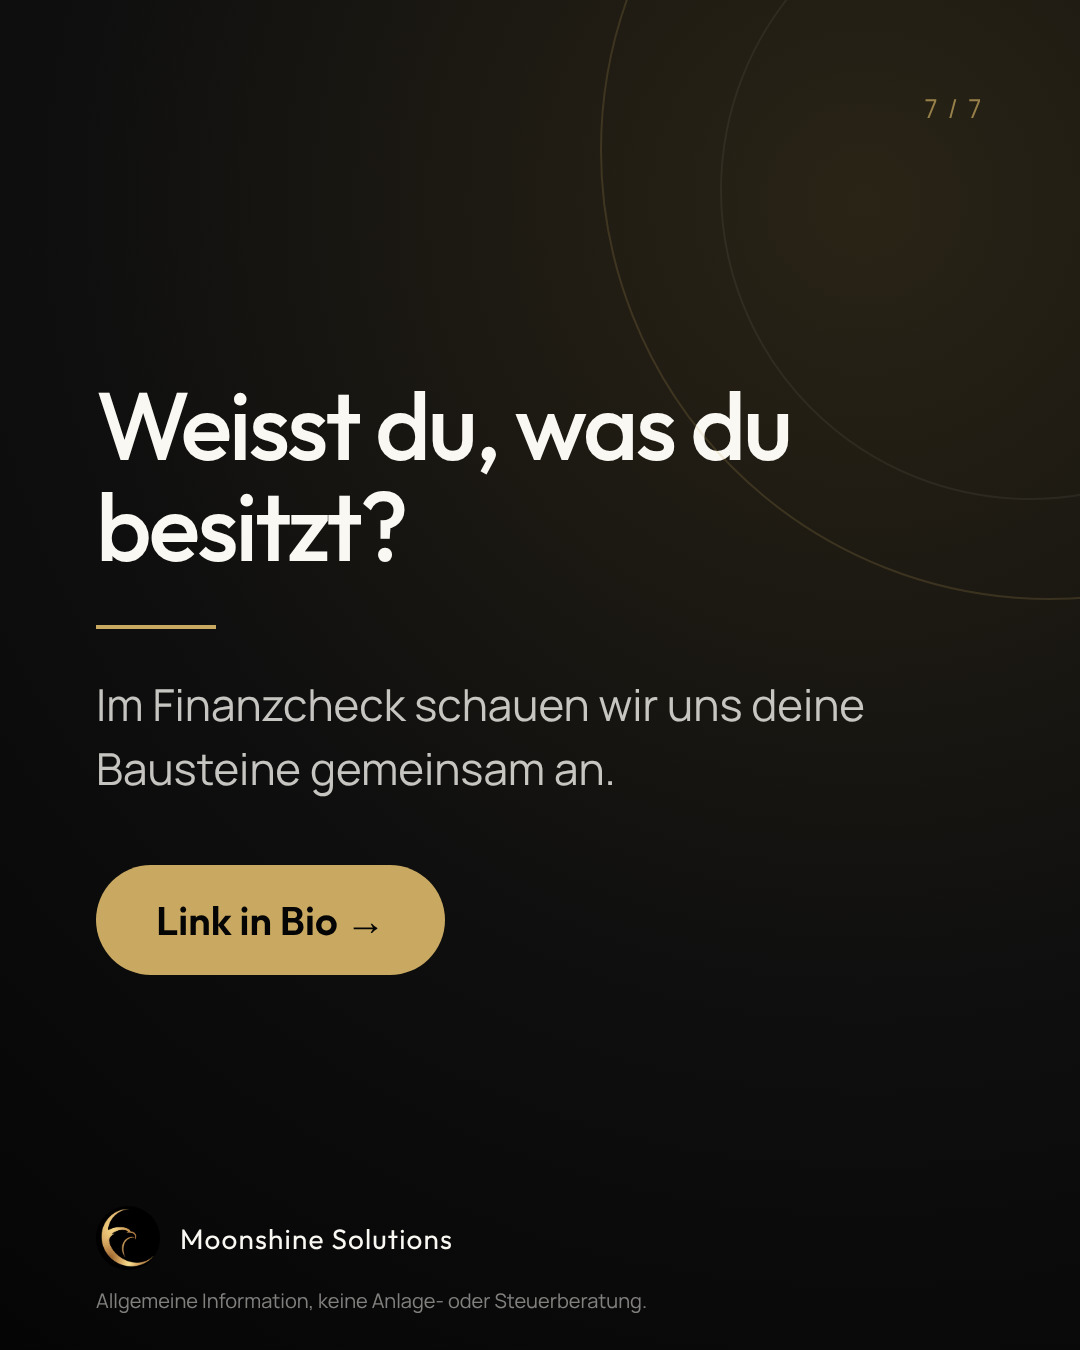 7 / 7
Weisst du, was du
besitzt?
Im Finanzcheck schauen wir uns deine
Bausteine gemeinsam an.
Link in Bio →
Moonshine Solutions
Allgemeine Information, keine Anlage- oder Steuerberatung.